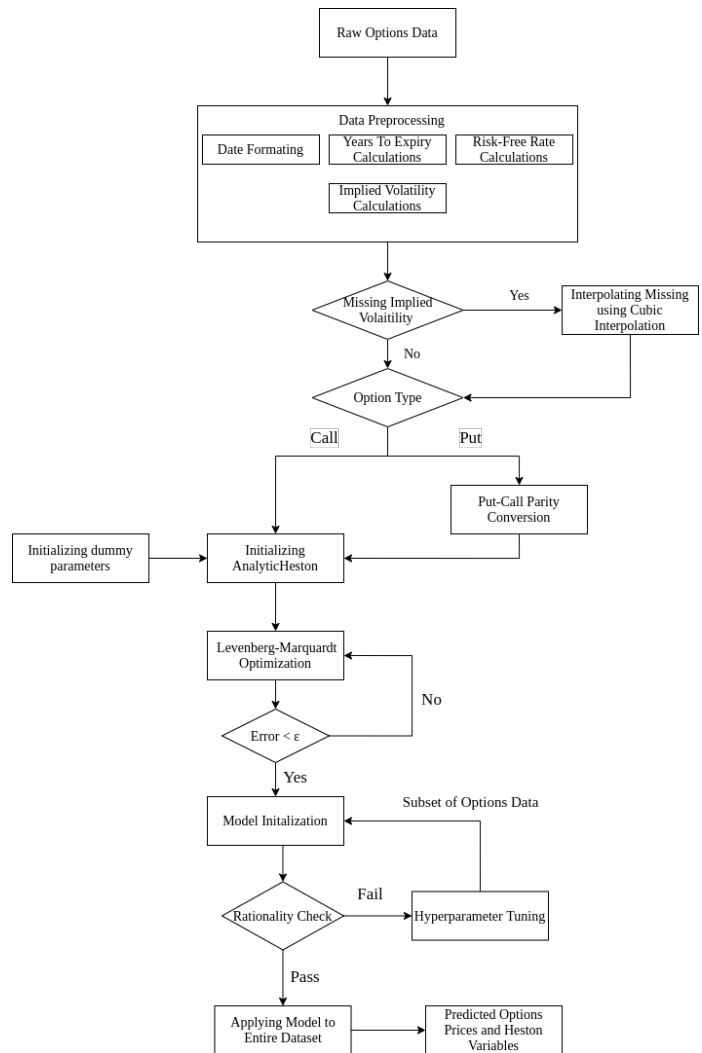 Raw Options Data
Data Preprocessing
Date Formating
Years To Expiry
Calculations
Risk-Free Rate
Calculations
Implied Volatility
Calculations
Missing Implied
Volaitility
Yes
Interpolating Missing
using Cubic
Interpolation
No
Option Type
Call
Put
Put-Call Parity
Conversion
Initializing dummy
parameters
Initializing
AnalyticHeston
Levenberg-Marquardt
Optimization
No
Error < ε
Yes
Subset of Options Data
Model Initalization
Fail
Rationality Check
Hyperparameter Tuning
Pass
Applying Model to
Entire Dataset
Predicted Options
Prices and Heston
Variables